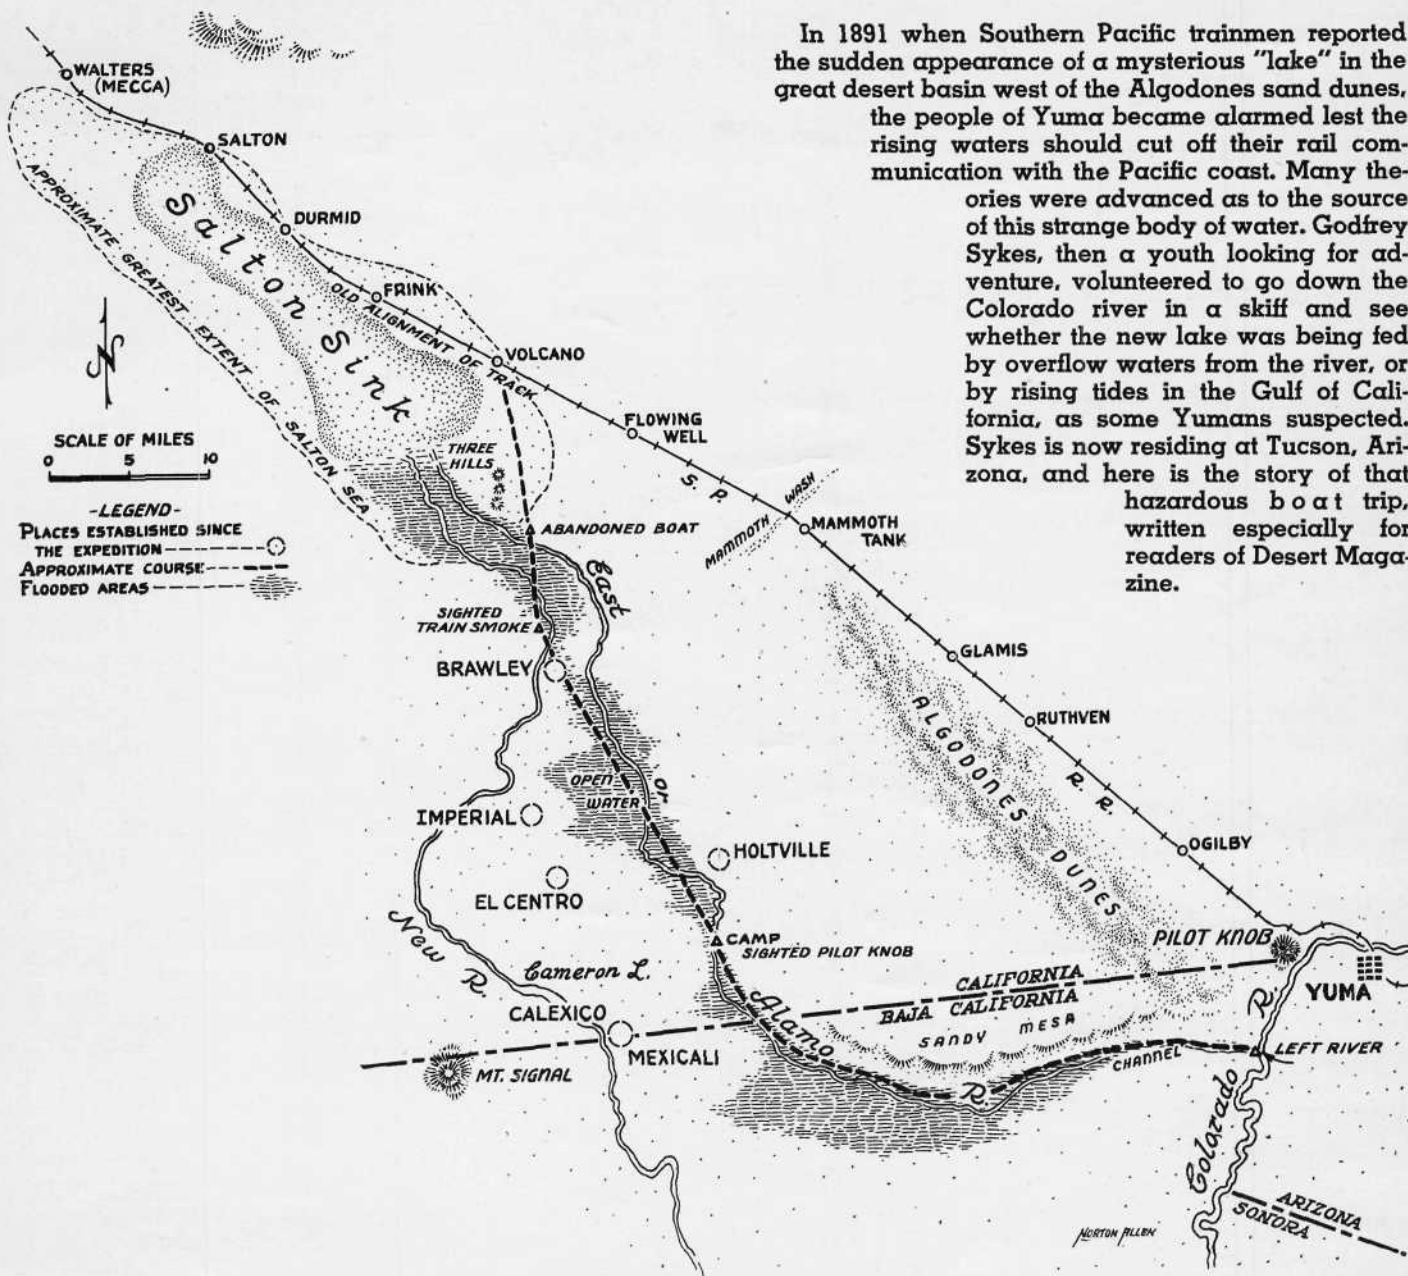 In 1891 when Southern Pacific trainmen reported
the sudden appearance of a mysterious "lake" in the
great desert basin west of the Algodones sand dunes,
the people of Yuma became alarmed lest the
rising waters should cut off their rail com-
munication with the Pacific coast. Many the-
ories were advanced as to the source
of this strange body of water. Godfrey
Sykes, then a youth looking for ad-
venture, volunteered to go down the
Colorado river in a skiff and see
whether the new lake was being fed
by overflow waters from the river, or
by rising tides in the Gulf of Cali-
fornia, as some Yumans suspected.
Sykes is now residing at Tucson, Ari-
zona, and here is the story of that
hazardous boat trip,
written especially for
readers of Desert Maga-
zine.
WALTERS
(MECCA)
SALTON
DURMID
FRINK
VOLCANO
Salton Sink
OLD ALIGNMENT OF TRACK
APPROXIMATE GREATEST EXTENT OF SALTON SEA
N
SCALE OF MILES
0 5 10
-LEGEND-
PLACES ESTABLISHED SINCE
THE EXPEDITION
APPROXIMATE COURSE
FLOODED AREAS
FLOWING
WELL
THREE
HILLS
S. P.
R. R.
MAMMOTH WASH
MAMMOTH
TANK
ABANDONED BOAT
East
or
Alamo
R.
SIGHTED
TRAIN SMOKE
BRAWLEY
GLAMIS
RUTHVEN
ALGODONES DUNES
OPEN
WATER
IMPERIAL
HOLTVILLE
OGILBY
EL CENTRO
New R.
CAMP
SIGHTED PILOT KNOB
PILOT KNOB
Cameron L.
CALIFORNIA
BAJA CALIFORNIA
YUMA
CALEXICO
MEXICALI
SANDY MESA
MT. SIGNAL
CHANNEL
LEFT RIVER
Colarado R.
ARIZONA
SONORA
NORTON ALLEN